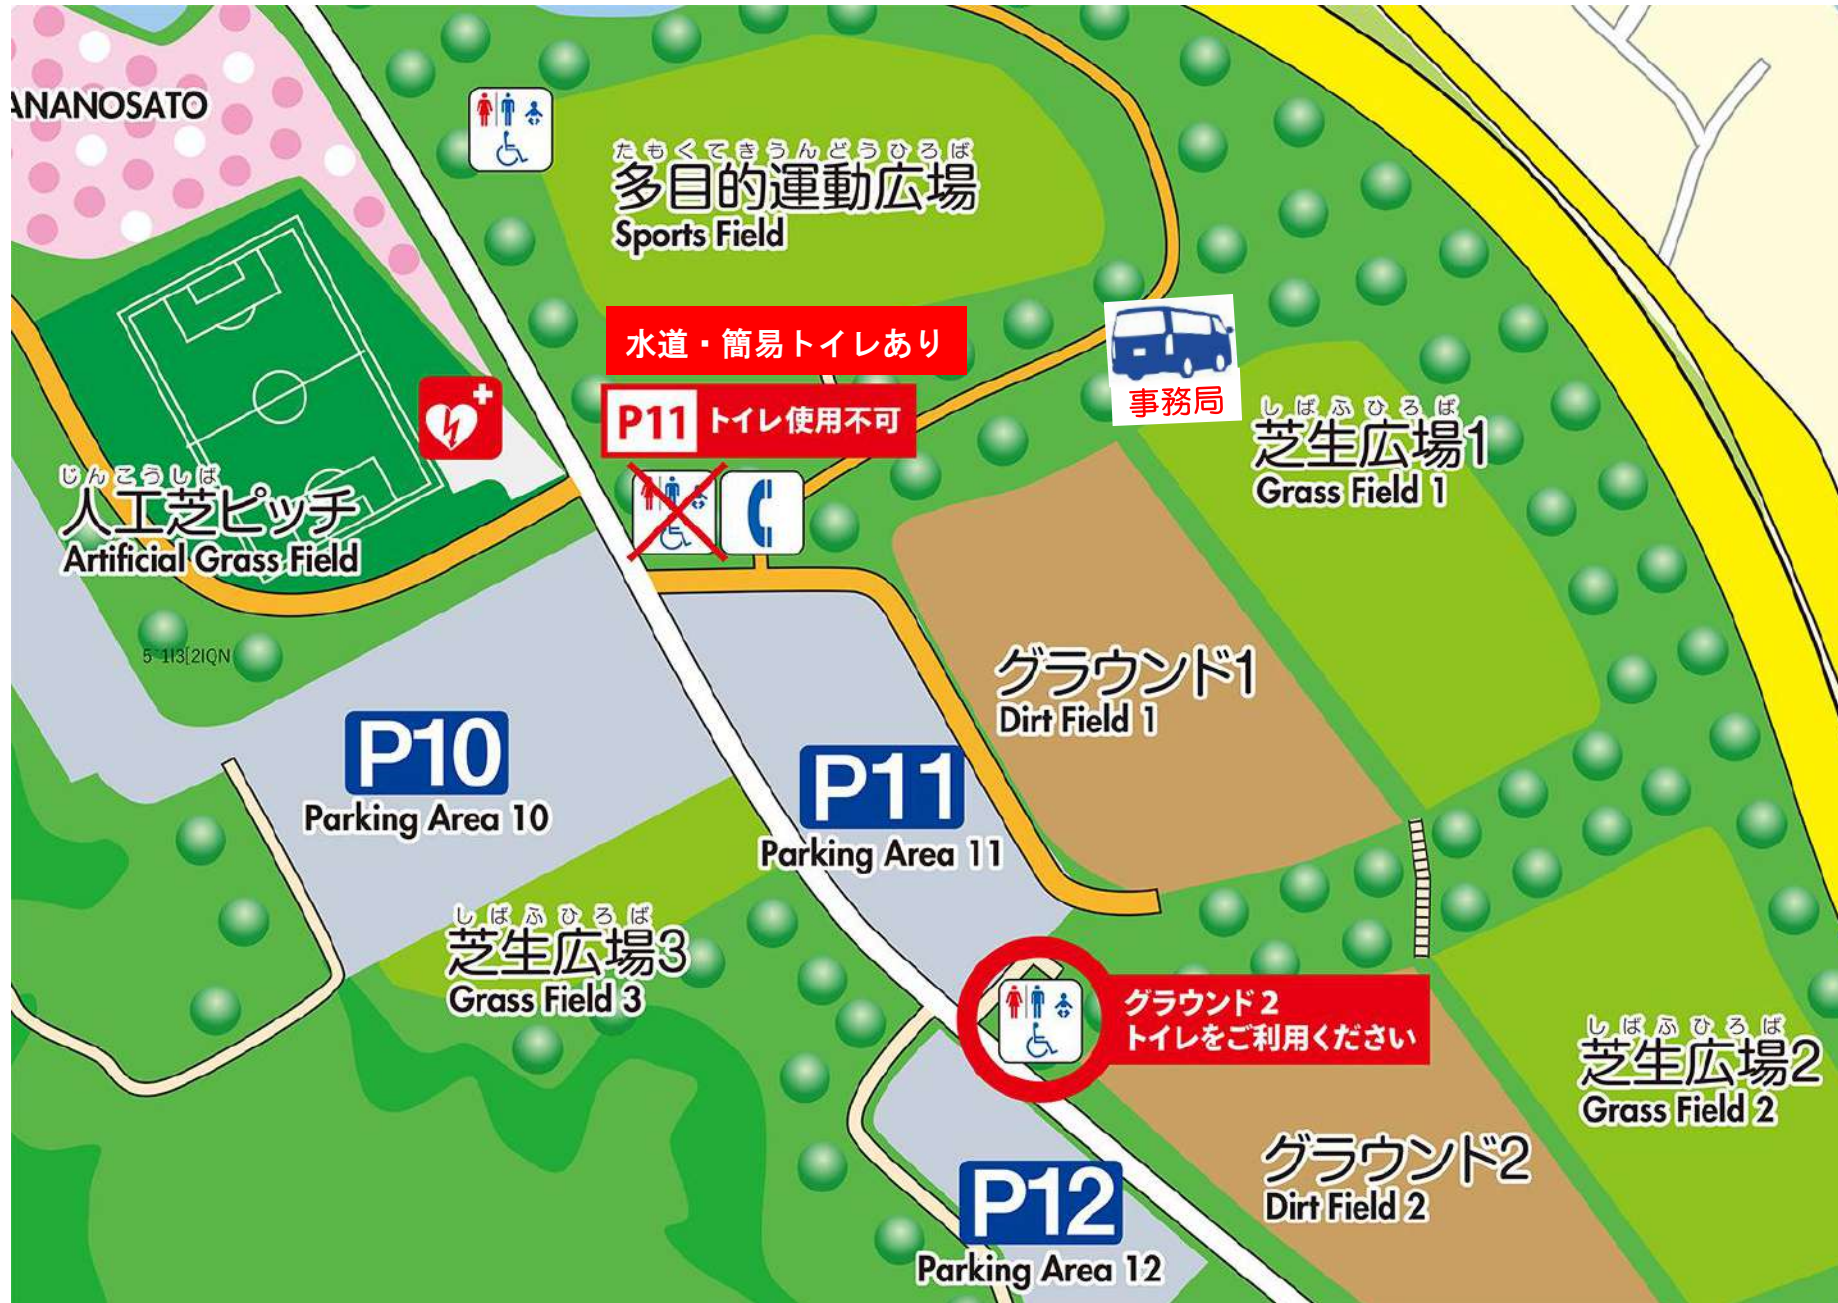 ANANOSATO
たもくてきうんどうひろば
多目的運動広場
Sports Field
水道・簡易トイレあり
P11 トイレ使用不可
事務局
しばふひろば
芝生広場1
Grass Field 1
じんこうしば
人工芝ピッチ
Artificial Grass Field
グラウンド1
Dirt Field 1
P10
Parking Area 10
P11
Parking Area 11
しばふひろば
芝生広場3
Grass Field 3
グラウンド2
トイレをご利用ください
しばふひろば
芝生広場2
Grass Field 2
グラウンド2
Dirt Field 2
P12
Parking Area 12